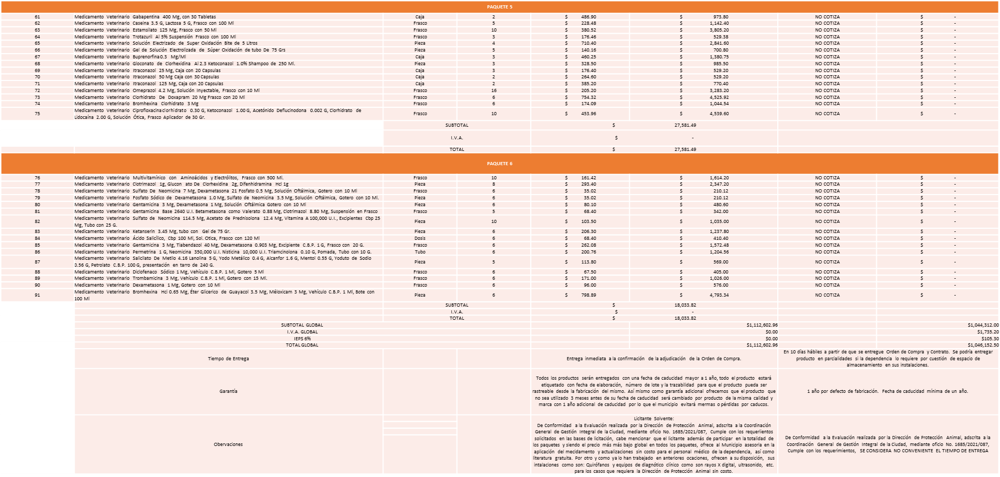 PAQUETE 5
61 Medicamento Veterinario Gabapentina 400 Mg, con 30 Tabletas Caja 2 $ 486.90 $ 973.80 NO COTIZA $ -
62 Medicamento Veterinario Caseina 3.5 G, Lactosa 5 G, Frasco con 100 Ml Frasco 5 $ 228.48 $ 1,142.40 NO COTIZA $ -
63 Medicamento Veterinario Estamsilato 125 Mg, Frasco con 50 Ml Frasco 10 $ 380.52 $ 3,805.20 NO COTIZA $ -
64 Medicamento Veterinario Trotazuril Al 5% Suspensión Frasco con 100 Ml Frasco 3 $ 176.46 $ 529.38 NO COTIZA $ -
65 Medicamento Veterinario Solución Electrizado de Super Oxidación Bite de 5 Litros Pieza 4 $ 710.40 $ 2,841.60 NO COTIZA $ -
66 Medicamento Veterinario Gel de Solución Electrolizada de Súper Oxidación de tubo De 75 Grs Pieza 5 $ 140.16 $ 700.80 NO COTIZA $ -
67 Medicamento Veterinario Buprenorfina 0.3 Mg/Ml Caja 3 $ 460.25 $ 1,380.75 NO COTIZA $ -
68 Medicamento Veterinario Gloconato de Clorhexidina Al 2.3 Ketoconazol 1.0% Shampoo de 250 Ml. Pieza 3 $ 328.50 $ 985.50 NO COTIZA $ -
69 Medicamento Veterinario Itraconazol 25 Mg, Caja con 20 Capsulas Caja 3 $ 176.40 $ 529.20 NO COTIZA $ -
70 Medicamento Veterinario Itraconazol 50 Mg Caja con 30 Capsulas Caja 2 $ 264.60 $ 529.20 NO COTIZA $ -
71 Medicamento Veterinario Itraconazol 125 Mg, Caja con 20 Capsulas Caja 2 $ 385.20 $ 770.40 NO COTIZA $ -
72 Medicamento Veterinario Omeprazol 4.2 Mg, Solución Inyectable, Frasco con 10 Ml Frasco 16 $ 205.20 $ 3,283.20 NO COTIZA $ -
73 Medicamento Veterinario Clorhidrato De Doxapram 20 Mg Frasco con 20 Ml Frasco 6 $ 754.32 $ 4,525.92 NO COTIZA $ -
74 Medicamento Veterinario Bromhexina Clorhidrato 3 Mg Frasco 6 $ 174.09 $ 1,044.54 NO COTIZA $ -
75 Medicamento Veterinario Ciprofloxacina clorhidrato 0.30 G, Ketoconazol 1.00 G, Acetónido Deflucinodona 0.002 G, Clorhidrato de
Lidocaína 2.00 G, Solución Ótica, Frasco Aplicador de 30 Gr. Frasco 10 $ 453.96 $ 4,539.60 NO COTIZA $ -
SUBTOTAL $ 27,581.49
I.V.A. $ -
TOTAL $ 27,581.49
PAQUETE 6
76 Medicamento Veterinario Multivitamínico con Aminoácidos y Electrólitos, Frasco con 500 Ml. Frasco 10 $ 161.42 $ 1,614.20 NO COTIZA $ -
77 Medicamento Veterinario Clotrimazol 1g, Glucon ato De Clorhexidina 2g, Difenhidramina Hcl 1g Pieza 8 $ 293.40 $ 2,347.20 NO COTIZA $ -
78 Medicamento Veterinario Sulfato De Neomicina 7 Mg, Dexametasona 21 Fosfato 0.5 Mg, Solución Oftálmica, Gotero con 10 Ml Frasco 6 $ 35.02 $ 210.12 NO COTIZA $ -
79 Medicamento Veterinario Fosfato Sódico de Dexametasona 1.0 Mg, Sulfato de Neomicina 3.5 Mg, Solución Oftálmica, Gotero con 10 Ml. Pieza 6 $ 35.02 $ 210.12 NO COTIZA $ -
80 Medicamento Veterinario Gentamicina 3 Mg, Dexametasona 1 Mg, Solución Oftálmica Gotero con 10 Ml Pieza 6 $ 80.10 $ 480.60 NO COTIZA $ -
81 Medicamento Veterinario Gentamicina Base 2640 U.I. Betametasona como Valerato 0.88 Mg, Clotrimazol 8.80 Mg, Suspensión en Frasco Frasco 5 $ 68.40 $ 342.00 NO COTIZA $ -
82 Medicamento Veterinario Sulfato de Neomicina 114.5 Mg, Acetato de Prednisolona 12.4 Mg, Vitamina A 100,000 U.I., Excipientes Cbp 25
Mg, Tubo con 25 G. Pieza 10 $ 103.50 $ 1,035.00 NO COTIZA $ -
83 Medicamento Veterinario Ketanserin 3.45 Mg, tubo con Gel de 75 Gr. Pieza 6 $ 206.30 $ 1,237.80 NO COTIZA $ -
84 Medicamento Veterinario Ácido Salicílico, Cbp 100 Ml, Sol. Otica, Frasco con 120 Ml Dosis 6 $ 68.40 $ 410.40 NO COTIZA $ -
85 Medicamento Veterinario Gentamicina 3 Mg, Tiabendazol 40 Mg, Dexametasona 0.903 Mg, Excipiente C.B.P. 1 G, Frasco con 20 G. Frasco 6 $ 262.08 $ 1,572.48 NO COTIZA $ -
86 Medicamento Veterinario Permetrina 1 G, Neomicina 350,000 U.I. Nisticina 10,000 U.I. Triamcinolona 0.10 G, Pomada, Tubo con 10 G. Tubo 6 $ 200.76 $ 1,204.56 NO COTIZA $ -
87 Medicamento Veterinario Salicilato De Metilo 4.16 Lanolina 5 G, Yodo Metálico 0.4 G, Alcanfor 1.6 G, Mentol 0.55 G, Yoduto de Sodio
0.56 G, Petrolato C.B.P. 100 G, presentación en tarro de 240 G. Pieza 5 $ 113.80 $ 569.00 NO COTIZA $ -
88 Medicamento Veterinario Diclofenaco Sódico 1 Mg, Vehículo C.B.P. 1 Ml, Gotero 5 Ml Frasco 6 $ 67.50 $ 405.00 NO COTIZA $ -
89 Medicamento Veterinario Trombamicina 3 Mg, Vehículo C.B.P. 1 Ml, Gotero con 15 Ml. Frasco 6 $ 171.00 $ 1,026.00 NO COTIZA $ -
90 Medicamento Veterinario Dexametasona 1 Mg, Gotero con 10 Ml Frasco 6 $ 96.00 $ 576.00 NO COTIZA $ -
91 Medicamento Veterinario Bromhexina Hci 0.65 Mg, Éter Glicerico de Guayacol 3.5 Mg, Méloxicam 3 Mg, Vehículo C.B.P. 1 Ml, Bote con
100 Ml Pieza 6 $ 798.89 $ 4,793.34 NO COTIZA $ -
SUBTOTAL $ 18,033.82
I.V.A. $ -
TOTAL $ 18,033.82
SUBTOTAL GLOBAL $1,112,602.96 $1,044,312.00
I.V.A. GLOBAL $0.00 $1,735.20
IEPS 6% $0.00 $105.30
TOTAL GLOBAL $1,112,602.96 $1,046,152.50
Tiempo de Entrega
Entrega inmediata a la confirmación de la adjudicación de la Orden de Compra.
En 10 días hábiles a partir de que se entregue Orden de Compra y Contrato. Se podría entregar
producto en parcialidades si la dependencia lo requiere por cuestión de espacio de
almacenamiento en sus instalaciones.
Garantía
Todos los productos serán entregados con una fecha de caducidad mayor a 1 año, todo el producto estará
etiquetado con fecha de elaboración, número de lote y la trazabilidad para que el producto pueda ser
rastreable desde la fabricación del mismo. Así mismo como garantía adicional ofrecemos que el producto que
no sea utilizado 3 meses antes de su fecha de caducidad será cambiado por producto de la misma calidad y
marca con 1 año adicional de caducidad por lo que el municipio evitará mermas o pérdidas por caducos.
1 año por defecto de fabricación. Fecha de caducidad mínima de un año.
Obervaciones
Licitante Solvente:
De Conformidad a la Evaluación realizada por la Dirección de Protección Animal, adscrita a la Coordinación
General de Gestión Integral de la Ciudad, mediante oficio No. 1685/2021/087, Cumple con los requeriientos
solicitados en las bases de licitación, cabe mencionar que el licitante además de participar en la totalidad de
los paquetes y siendo el precio más más bajo global en todos los paquetes, ofrece al Municipio asesoria en la
aplicación del mecidamento y actualizaciones sin costo para el personal médico de la dependencia, así como
literatura gratuita. Por otro y como ya lo han trabajado en anteriores ocaciones, ofrecen a su disposición, sus
intalaciones como son: Quirófanos y equipos de diagnóstico clínico como son rayos X digital, ultrasonido, etc.
para los casos que requiera la Dirección de Protección Animal sin costo.
De Conformidad a la Evaluación realizada por la Dirección de Protección Animal, adscrita a la
Coordinación General de Gestión Integral de la Ciudad, mediante oficio No. 1685/2021/087,
Cumple con los requerimientos, SE CONSIDERA NO CONVENIENTE EL TIEMPO DE ENTREGA